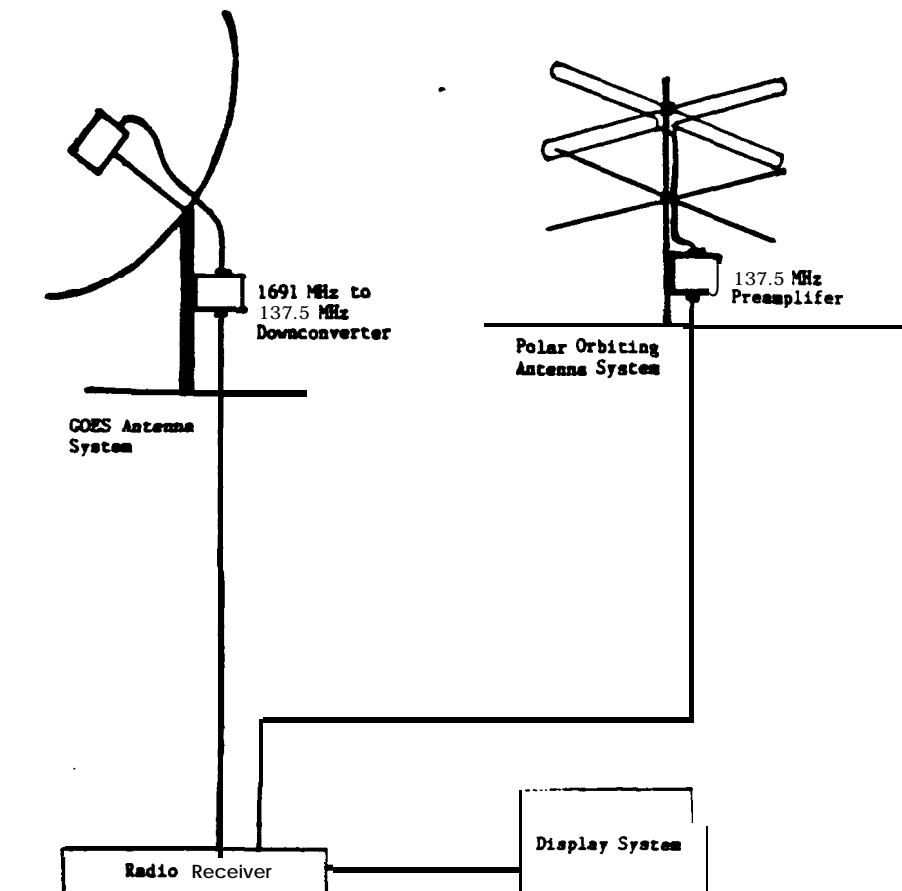 1691 MHz to
137.5 MHz
Downconverter
137.5 MHz
Preamplifer
Polar Orbiting
Antenna System
GOES Antenna
System
Display System
Radio Receiver